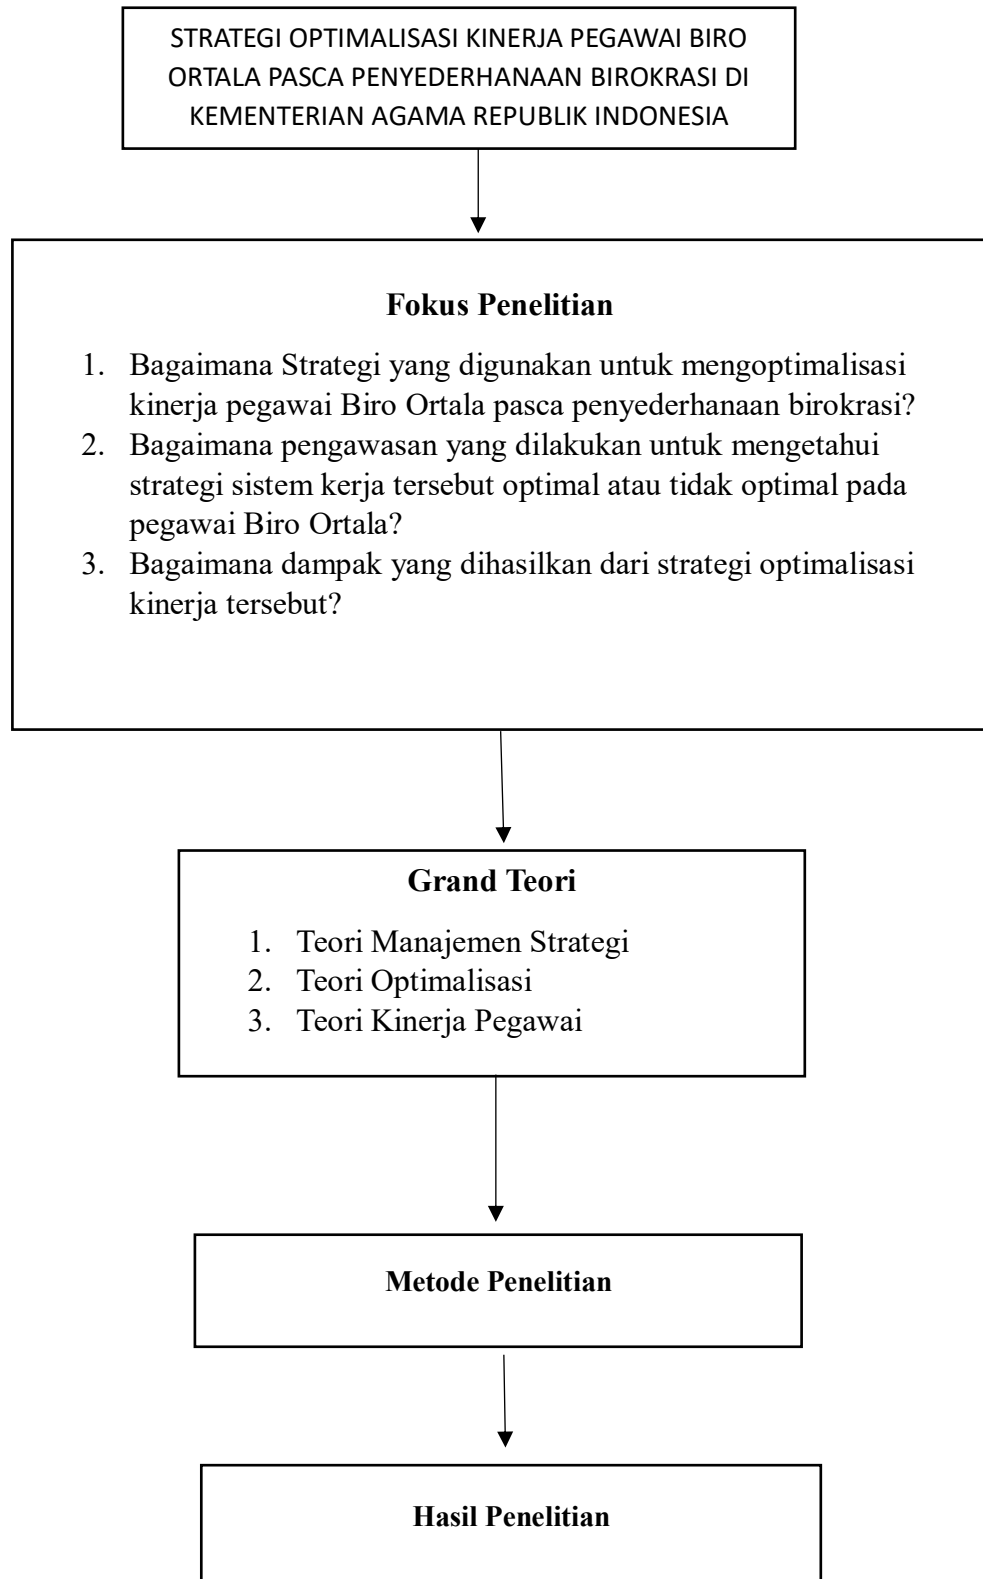 STRATEGI OPTIMALISASI KINERJA PEGAWAI BIRO
ORTALA PASCA PENYEDERHANAAN BIROKRASI DI
KEMENTERIAN AGAMA REPUBLIK INDONESIA
Fokus Penelitian
1. Bagaimana Strategi yang digunakan untuk mengoptimalisasi
kinerja pegawai Biro Ortala pasca penyederhanaan birokrasi?
2. Bagaimana pengawasan yang dilakukan untuk mengetahui
strategi sistem kerja tersebut optimal atau tidak optimal pada
pegawai Biro Ortala?
3. Bagaimana dampak yang dihasilkan dari strategi optimalisasi
kinerja tersebut?
Grand Teori
1. Teori Manajemen Strategi
2. Teori Optimalisasi
3. Teori Kinerja Pegawai
Metode Penelitian
Hasil Penelitian